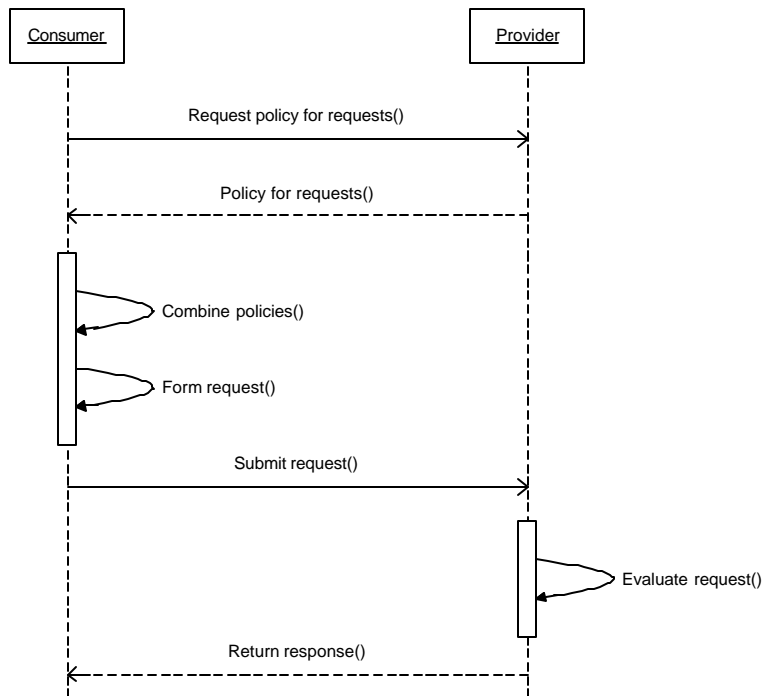 Consumer
Provider
Request policy for requests()
Policy for requests()
Combine policies()
Form request()
Submit request()
Evaluate request()
Return response()